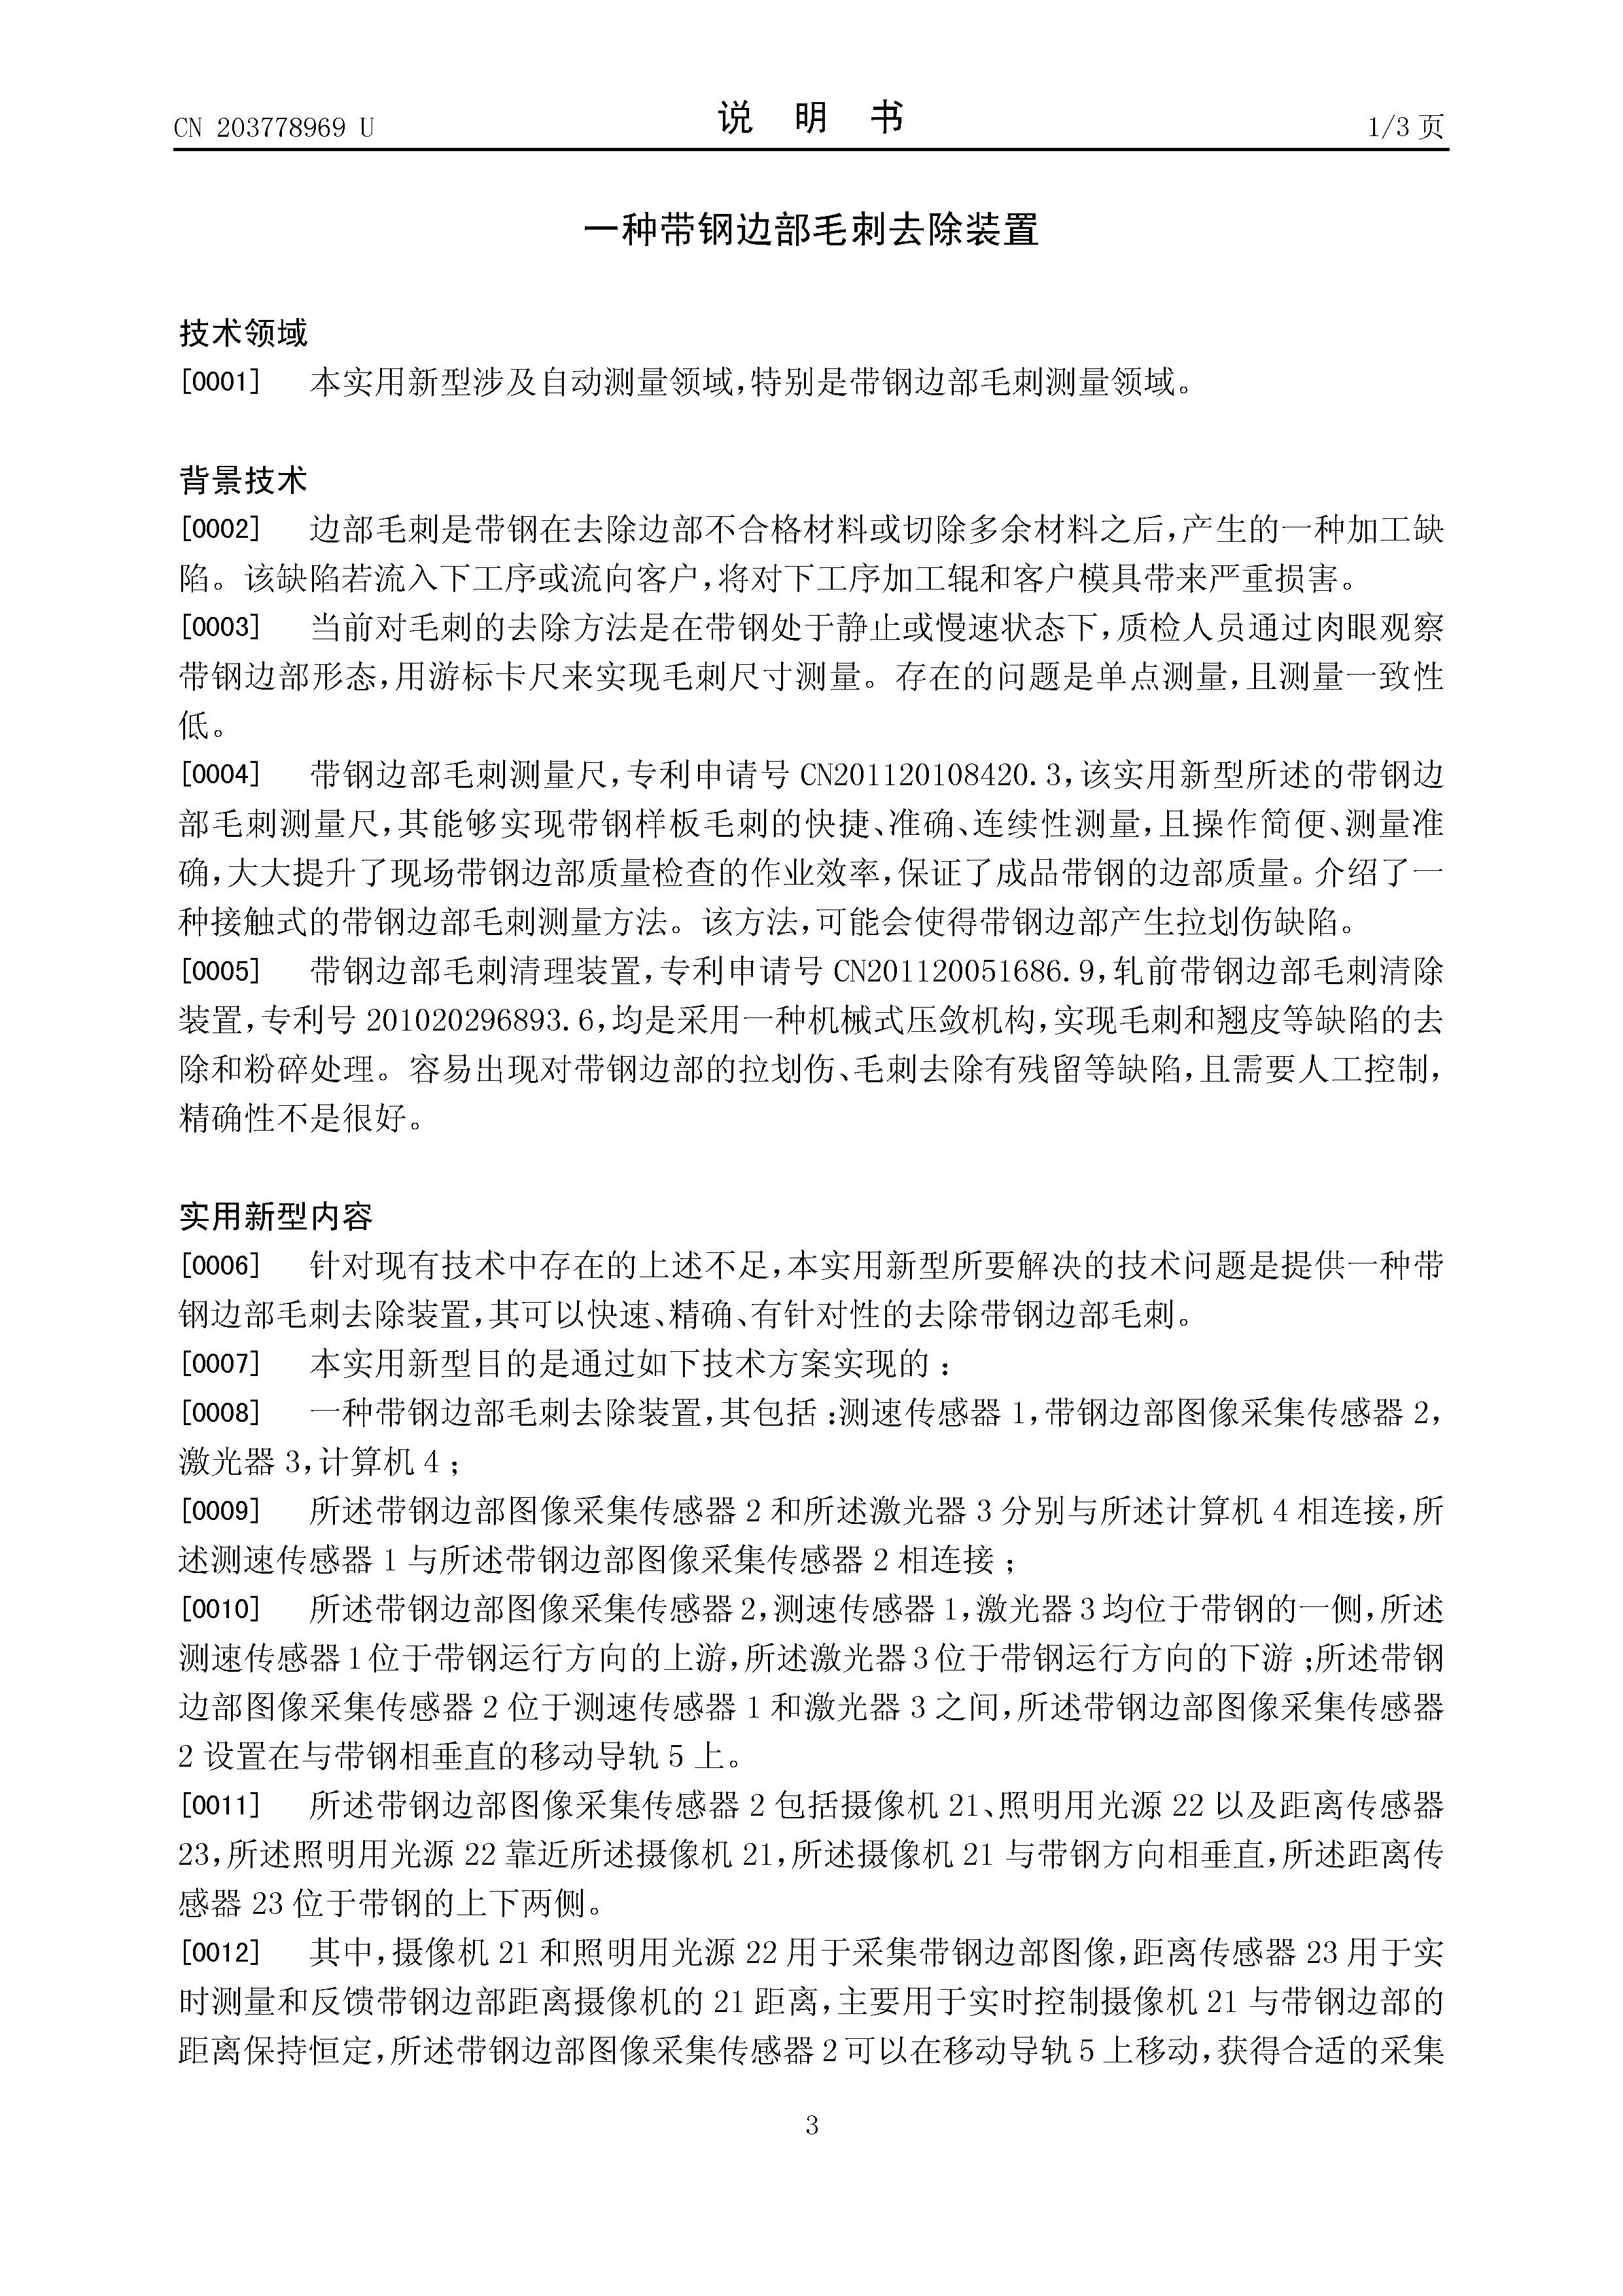 CN 203778969 U
说 明 书
1/3 页
一种带钢边部毛刺去除装置
技术领域
[0001] 本实用新型涉及自动测量领域,特别是带钢边部毛刺测量领域。
背景技术
[0002] 边部毛刺是带钢在去除边部不合格材料或切除多余材料之后,产生的一种加工缺
陷。该缺陷若流入下工序或流向客户,将对下工序加工辊和客户模具带来严重损害。
[0003] 当前对毛刺的去除方法是在带钢处于静止或慢速状态下,质检人员通过肉眼观察
带钢边部形态,用游标卡尺来实现毛刺尺寸测量。存在的问题是单点测量,且测量一致性
低。
[0004] 带钢边部毛刺测量尺,专利申请号 CN201120108420.3,该实用新型所述的带钢边
部毛刺测量尺,其能够实现带钢样板毛刺的快捷、准确、连续性测量,且操作简便、测量准
确,大大提升了现场带钢边部质量检查的作业效率,保证了成品带钢的边部质量。介绍了一
种接触式的带钢边部毛刺测量方法。该方法,可能会使得带钢边部产生拉划伤缺陷。
[0005] 带钢边部毛刺清理装置,专利申请号 CN201120051686.9,轧前带钢边部毛刺清除
装置,专利号 201020296893.6,均是采用一种机械式压敛机构,实现毛刺和翘皮等缺陷的去
除和粉碎处理。容易出现对带钢边部的拉划伤、毛刺去除有残留等缺陷,且需要人工控制,
精确性不是很好。
实用新型内容
[0006] 针对现有技术中存在的上述不足,本实用新型所要解决的技术问题是提供一种带
钢边部毛刺去除装置,其可以快速、精确、有针对性的去除带钢边部毛刺。
[0007] 本实用新型目的是通过如下技术方案实现的:
[0008] 一种带钢边部毛刺去除装置,其包括:测速传感器 1,带钢边部图像采集传感器 2,
激光器 3,计算机 4;
[0009] 所述带钢边部图像采集传感器 2 和所述激光器 3 分别与所述计算机 4 相连接,所
述测速传感器 1 与所述带钢边部图像采集传感器 2 相连接;
[0010] 所述带钢边部图像采集传感器 2,测速传感器 1,激光器 3 均位于带钢的一侧,所述
测速传感器 1 位于带钢运行方向的上游,所述激光器 3 位于带钢运行方向的下游;所述带钢
边部图像采集传感器 2 位于测速传感器 1 和激光器 3 之间,所述带钢边部图像采集传感器
2 设置在与带钢相垂直的移动导轨 5 上。
[0011] 所述带钢边部图像采集传感器 2 包括摄像机 21、照明用光源 22 以及距离传感器
23,所述照明用光源 22 靠近所述摄像机 21,所述摄像机 21 与带钢方向相垂直,所述距离传
感器 23 位于带钢的上下两侧。
[0012] 其中,摄像机 21 和照明用光源 22 用于采集带钢边部图像,距离传感器 23 用于实
时测量和反馈带钢边部距离摄像机的 21 距离,主要用于实时控制摄像机 21 与带钢边部的
距离保持恒定,所述带钢边部图像采集传感器 2 可以在移动导轨 5 上移动,获得合适的采集
3